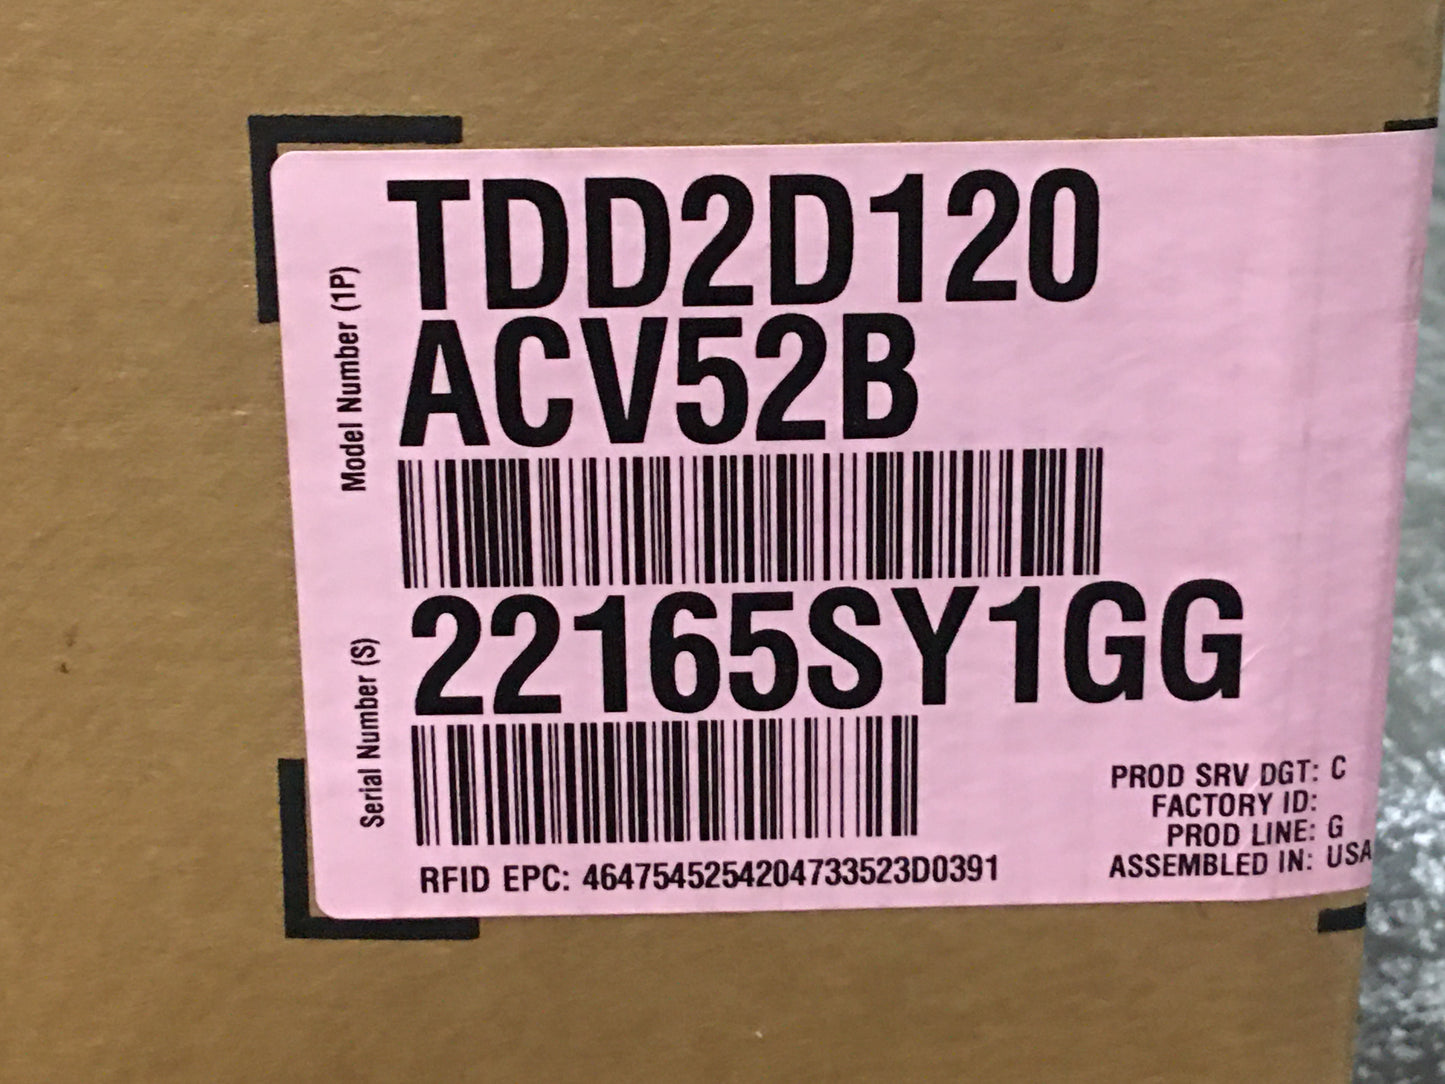 Model Number (1P)
TDD2D120
ACV52B
Serial Number (S)
22165SY1GG
RFID EPC: 4647545254204733523D0391
PROD SRV DGT: C
FACTORY ID:
PROD LINE: G
ASSEMBLED IN: USA